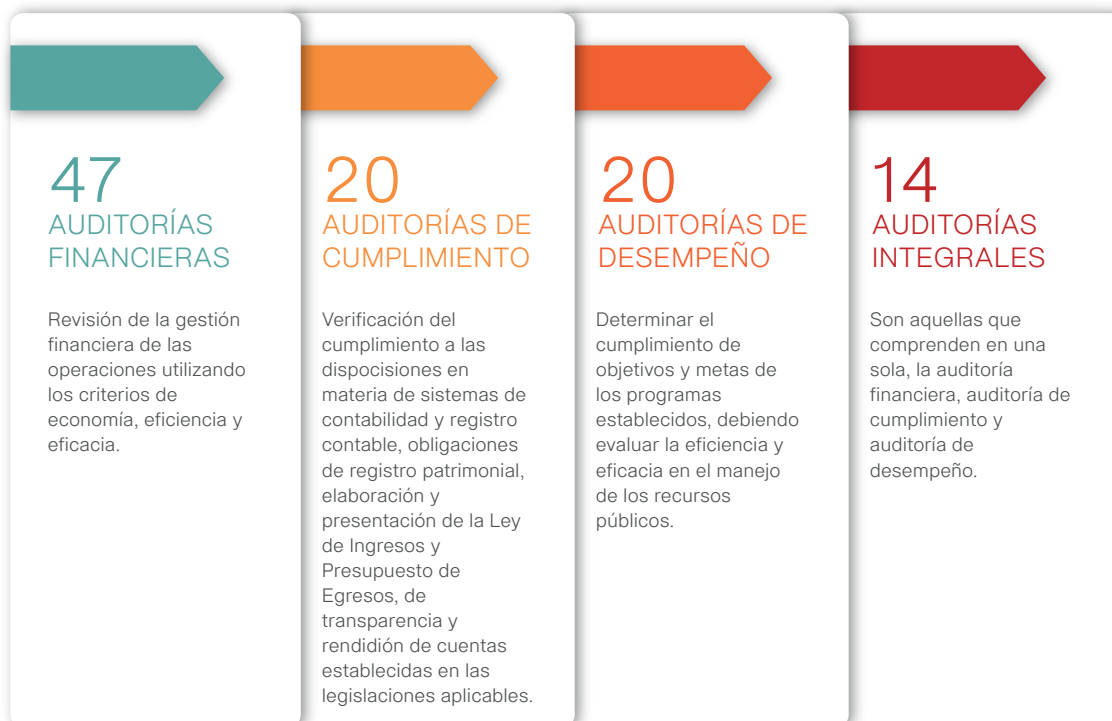 47
AUDITORÍAS
FINANCIERAS
Revisión de la gestión
financiera de las
operaciones utilizando
los criterios de
economía, eficiencia y
eficacia.
20
AUDITORÍAS DE
CUMPLIMIENTO
Verificación del
cumplimiento a las
dispocisiones en
materia de sistemas de
contabilidad y registro
contable, obligaciones
de registro patrimonial,
elaboración y
presentación de la Ley
de Ingresos y
Presupuesto de
Egresos, de
transparencia y
rendidión de cuentas
establecidas en las
legislaciones aplicables.
20
AUDITORÍAS DE
DESEMPEÑO
Determinar el
cumplimiento de
objetivos y metas de
los programas
establecidos, debiendo
evaluar la eficiencia y
eficacia en el manejo
de los recursos
públicos.
14
AUDITORÍAS
INTEGRALES
Son aquellas que
comprenden en una
sola, la auditoría
financiera, auditoría de
cumplimiento y
auditoría de
desempeño.